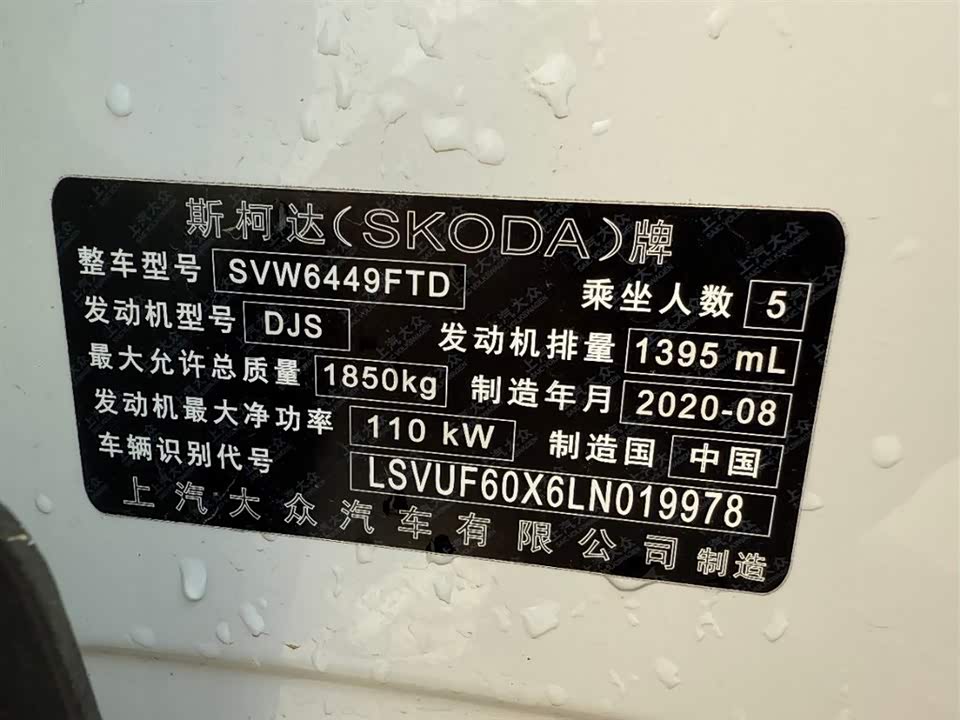 斯柯达(SKODA)牌
整车型号 SVW6449FTD 乘坐人数 5
发动机型号 DJS 发动机排量 1395 mL
最大允许总质量 1850kg 制造年月 2020-08
发动机最大净功率 110 kW 制造国 中国
车辆识别代号 LSVUF60X6LN019978
上汽大众汽车有限公司 制造